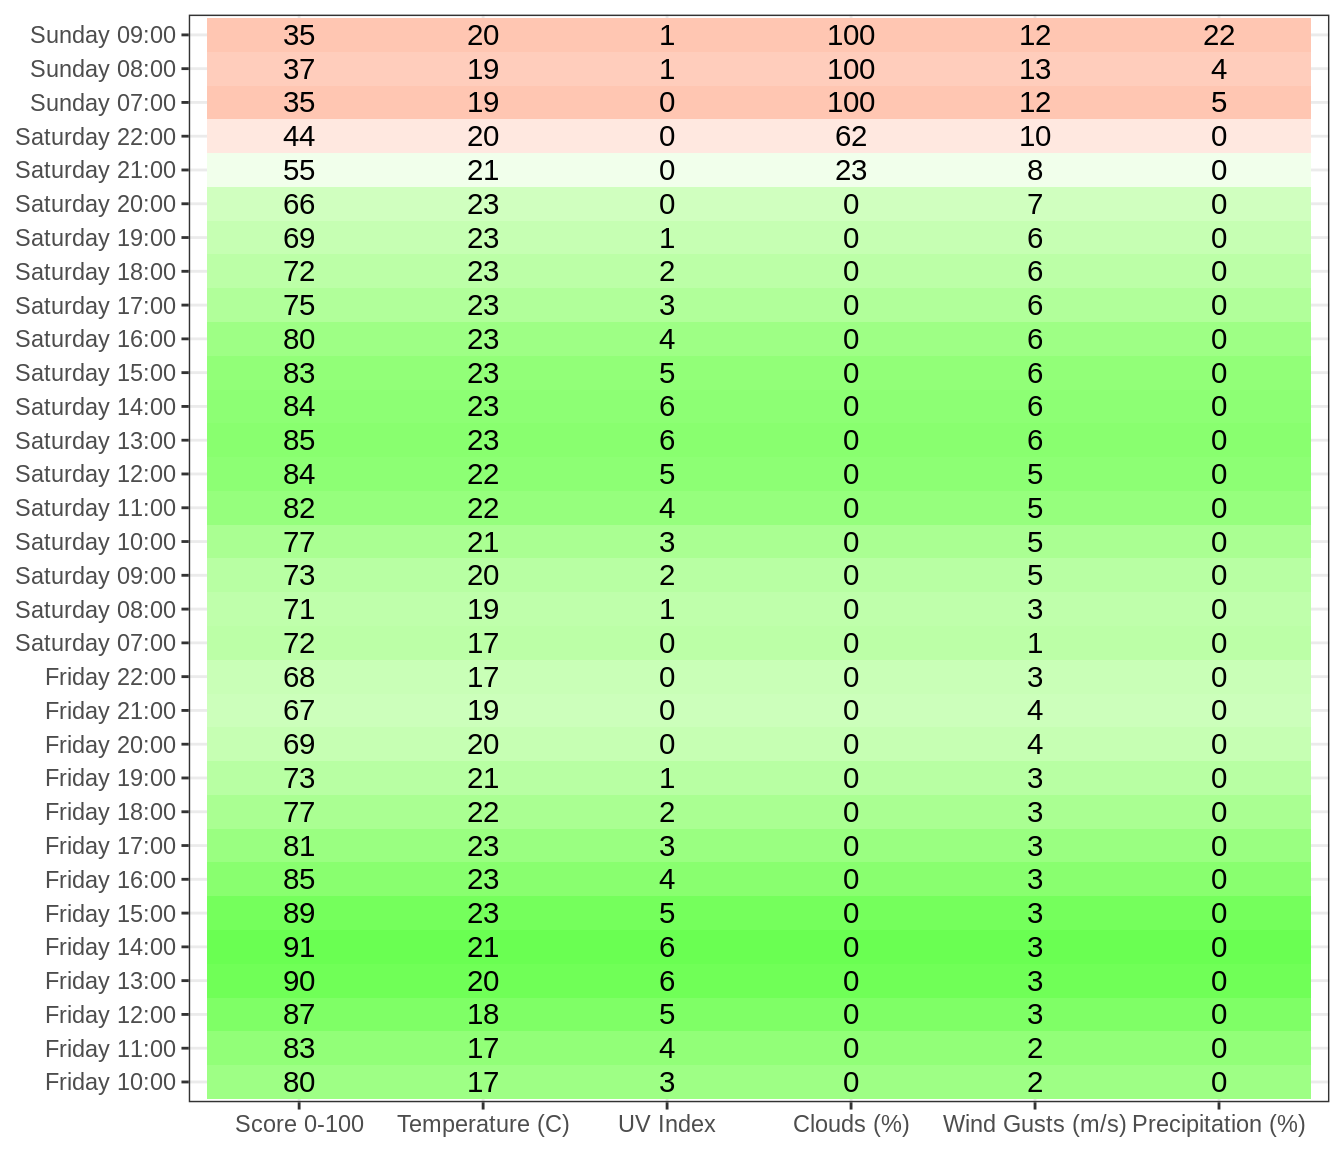 Sunday 09:00 35 20 1 100 12 22
Sunday 08:00 37 19 1 100 13 4
Sunday 07:00 35 19 0 100 12 5
Saturday 22:00 44 20 0 62 10 0
Saturday 21:00 55 21 0 23 8 0
Saturday 20:00 66 23 0 0 7 0
Saturday 19:00 69 23 1 0 6 0
Saturday 18:00 72 23 2 0 6 0
Saturday 17:00 75 23 3 0 6 0
Saturday 16:00 80 23 4 0 6 0
Saturday 15:00 83 23 5 0 6 0
Saturday 14:00 84 23 6 0 6 0
Saturday 13:00 85 23 6 0 6 0
Saturday 12:00 84 22 5 0 5 0
Saturday 11:00 82 22 4 0 5 0
Saturday 10:00 77 21 3 0 5 0
Saturday 09:00 73 20 2 0 5 0
Saturday 08:00 71 19 1 0 3 0
Saturday 07:00 72 17 0 0 1 0
Friday 22:00 68 17 0 0 3 0
Friday 21:00 67 19 0 0 4 0
Friday 20:00 69 20 0 0 4 0
Friday 19:00 73 21 1 0 3 0
Friday 18:00 77 22 2 0 3 0
Friday 17:00 81 23 3 0 3 0
Friday 16:00 85 23 4 0 3 0
Friday 15:00 89 23 5 0 3 0
Friday 14:00 91 21 6 0 3 0
Friday 13:00 90 20 6 0 3 0
Friday 12:00 87 18 5 0 3 0
Friday 11:00 83 17 4 0 2 0
Friday 10:00 80 17 3 0 2 0
Score 0-100 Temperature (C) UV Index Clouds (%) Wind Gusts (m/s) Precipitation (%)